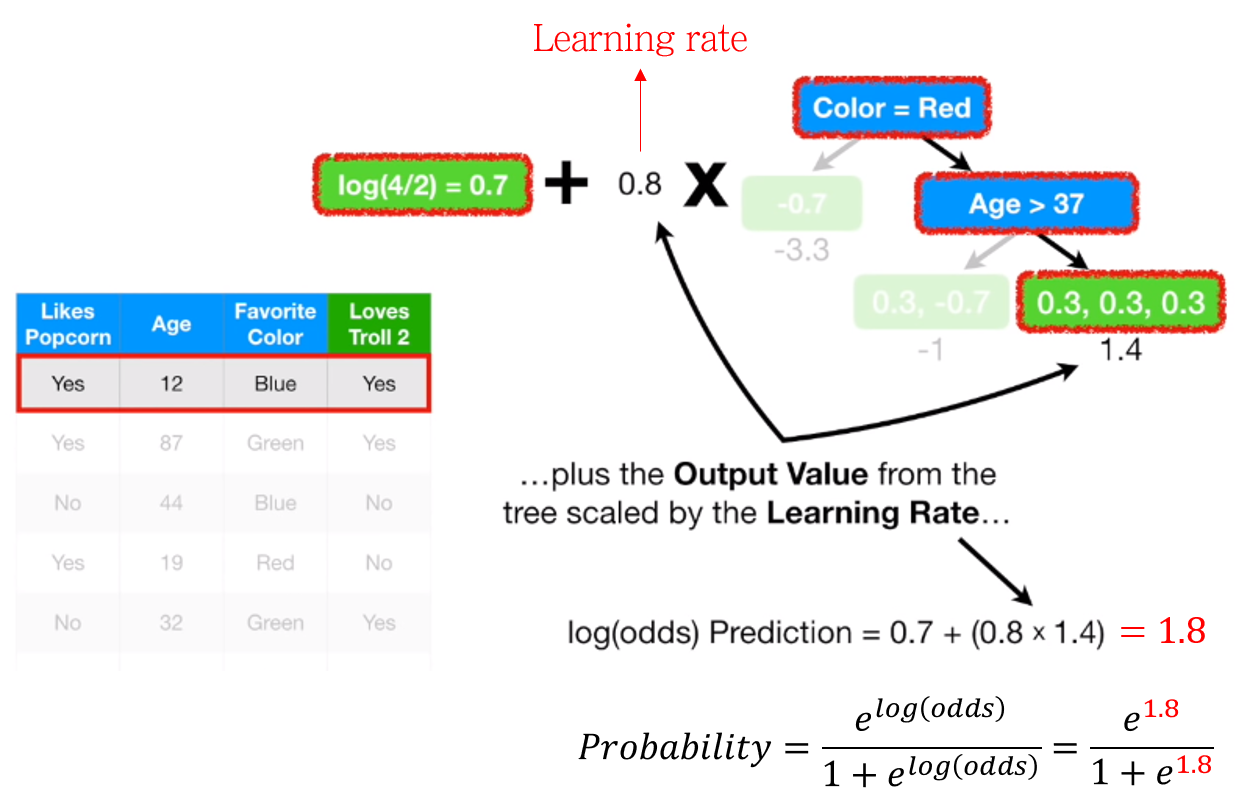 Learning rate
Color = Red
log(4/2) = 0.7 + 0.8 X
-0.7
Age > 37
-3.3
0.3, -0.7
0.3, 0.3, 0.3
-1
1.4
Likes Popcorn Age Favorite Color Loves Troll 2
Yes 12 Blue Yes
Yes 87 Green Yes
No 44 Blue No
Yes 19 Red No
No 32 Green Yes
…plus the Output Value from the
tree scaled by the Learning Rate…
log(odds) Prediction = 0.7 + (0.8 × 1.4) = 1.8
Probability = e^log(odds) / 1 + e^log(odds) = e^1.8 / 1 + e^1.8